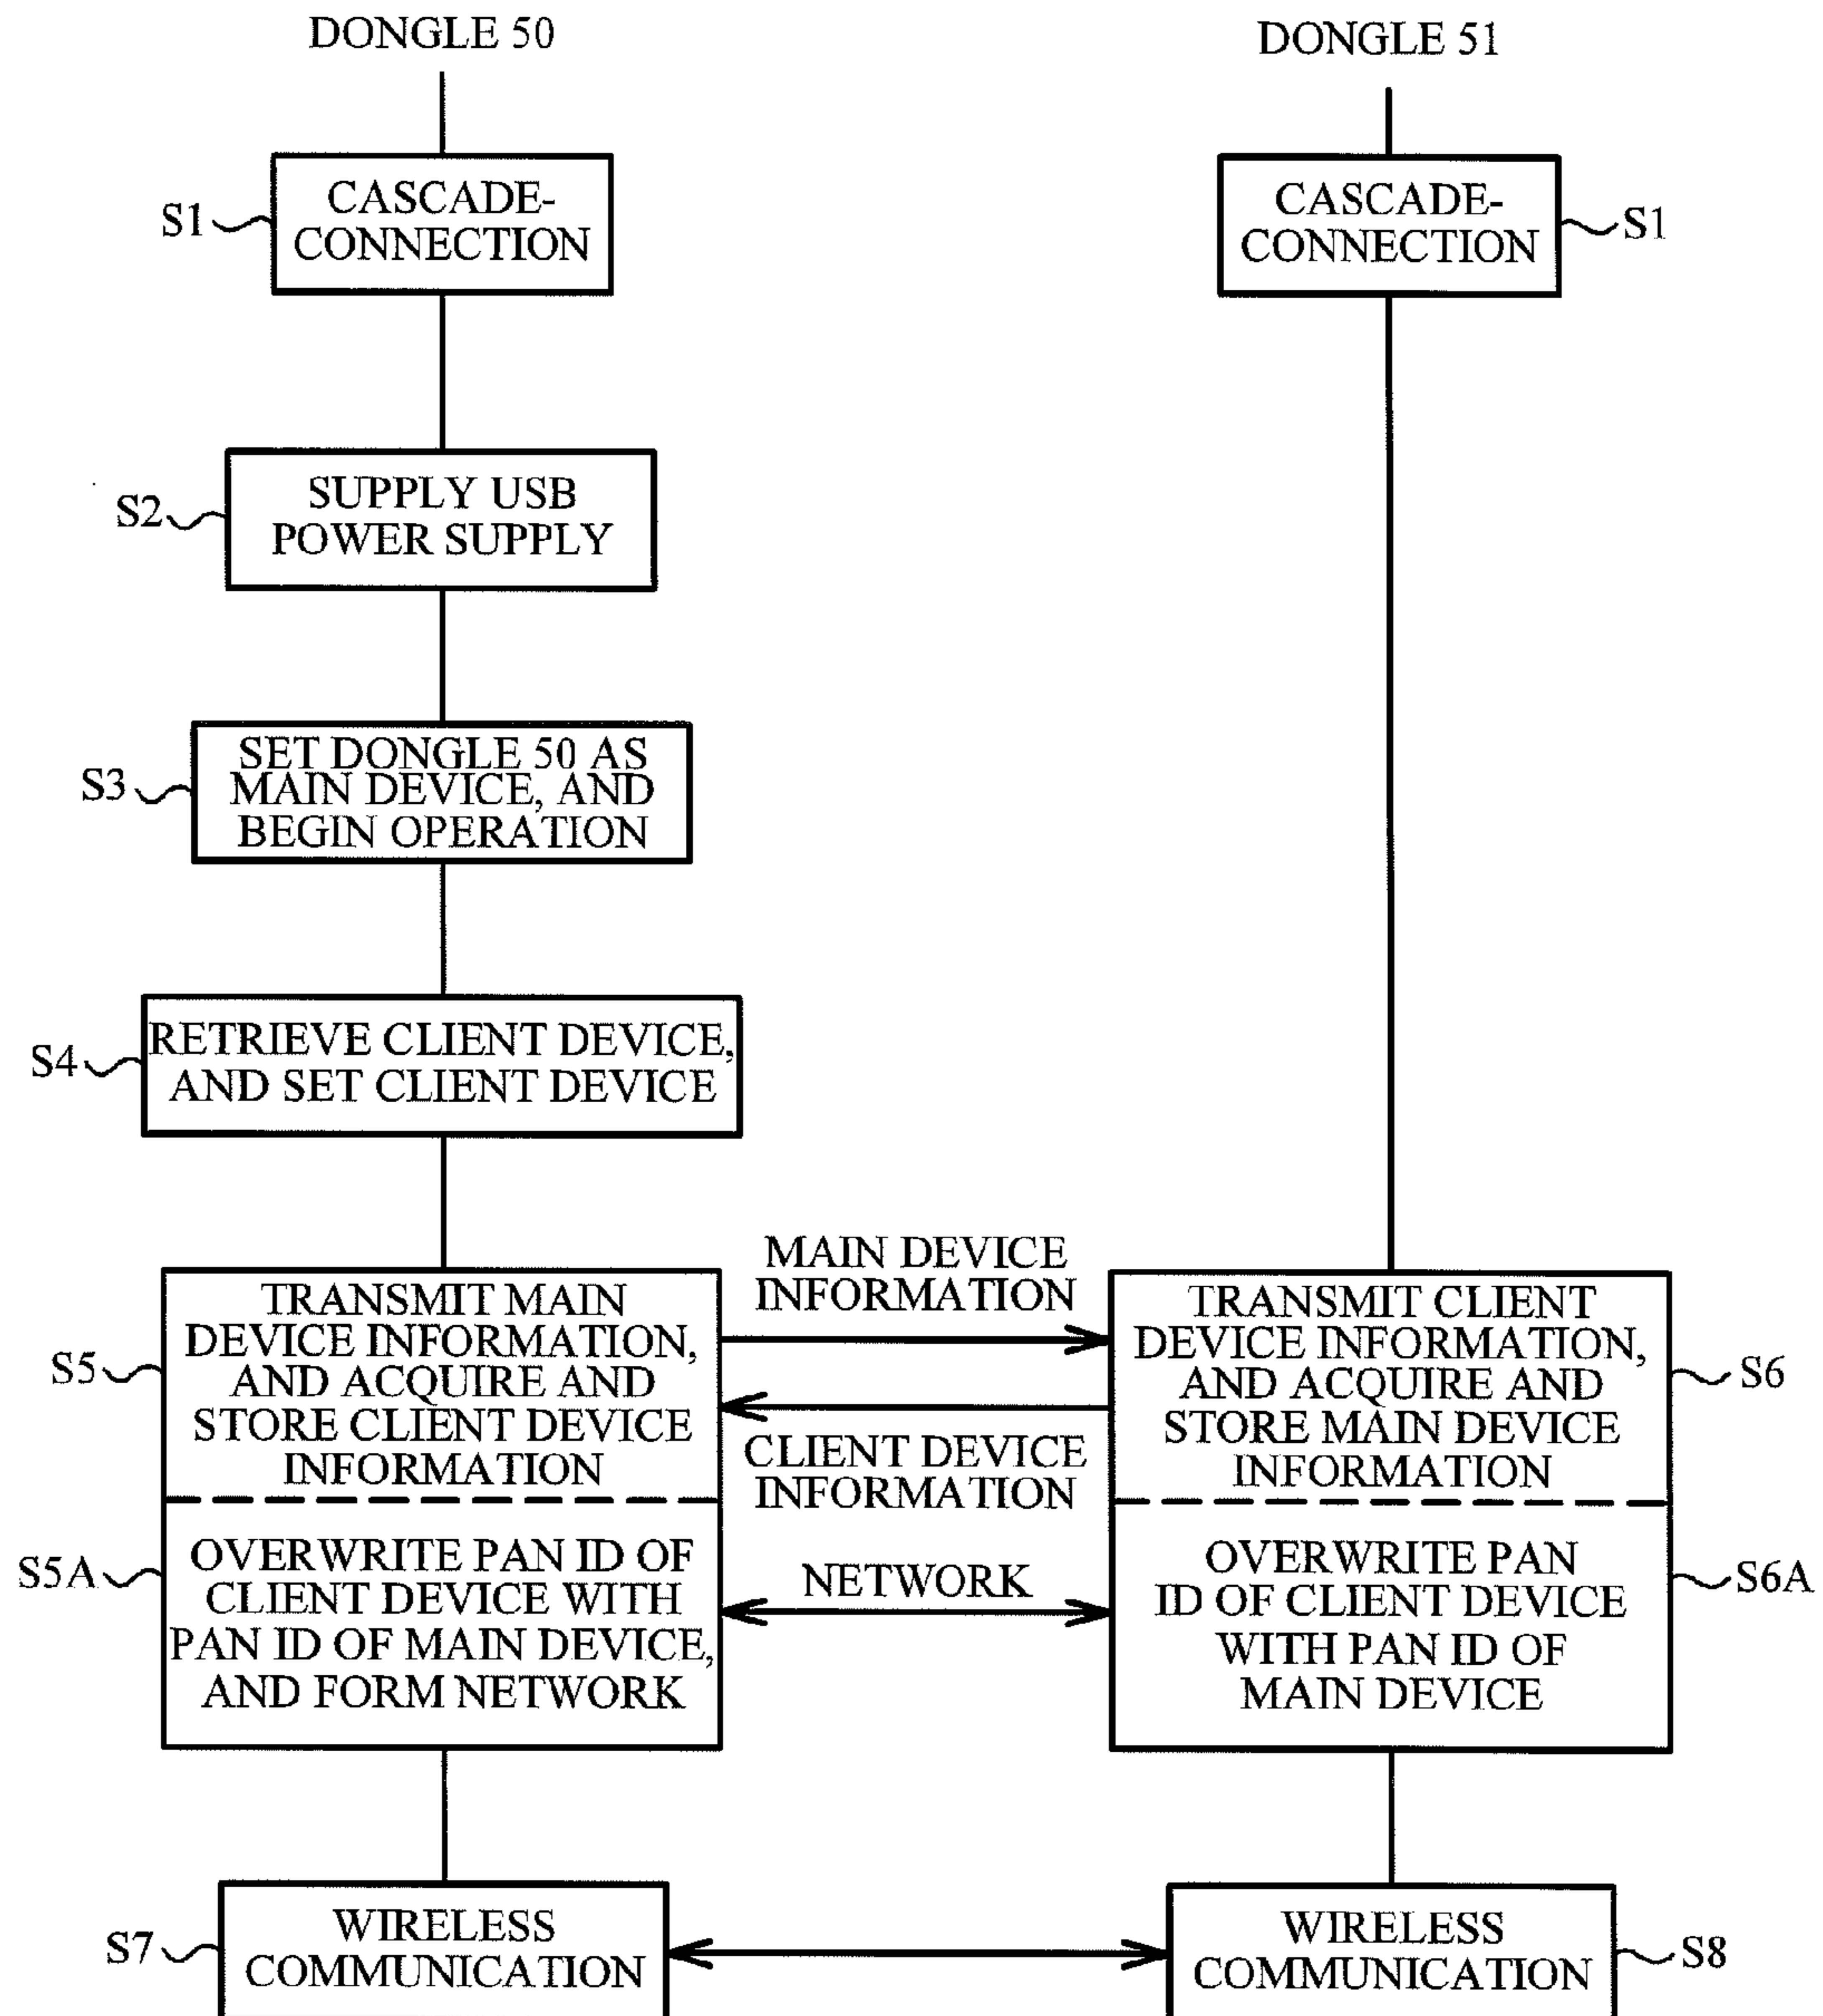 DONGLE 50
DONGLE 51
S1
CASCADE-
CONNECTION
CASCADE-
CONNECTION
S1
S2
SUPPLY USB
POWER SUPPLY
S3
SET DONGLE 50 AS
MAIN DEVICE, AND
BEGIN OPERATION
S4
RETRIEVE CLIENT DEVICE,
AND SET CLIENT DEVICE
S5
TRANSMIT MAIN
DEVICE INFORMATION,
AND ACQUIRE AND
STORE CLIENT DEVICE
INFORMATION
MAIN DEVICE
INFORMATION
CLIENT DEVICE
INFORMATION
TRANSMIT CLIENT
DEVICE INFORMATION,
AND ACQUIRE AND
STORE MAIN DEVICE
INFORMATION
S6
S5A
OVERWRITE PAN ID OF
CLIENT DEVICE WITH
PAN ID OF MAIN DEVICE,
AND FORM NETWORK
NETWORK
OVERWRITE PAN
ID OF CLIENT DEVICE
WITH PAN ID OF
MAIN DEVICE
S6A
S7
WIRELESS
COMMUNICATION
WIRELESS
COMMUNICATION
S8